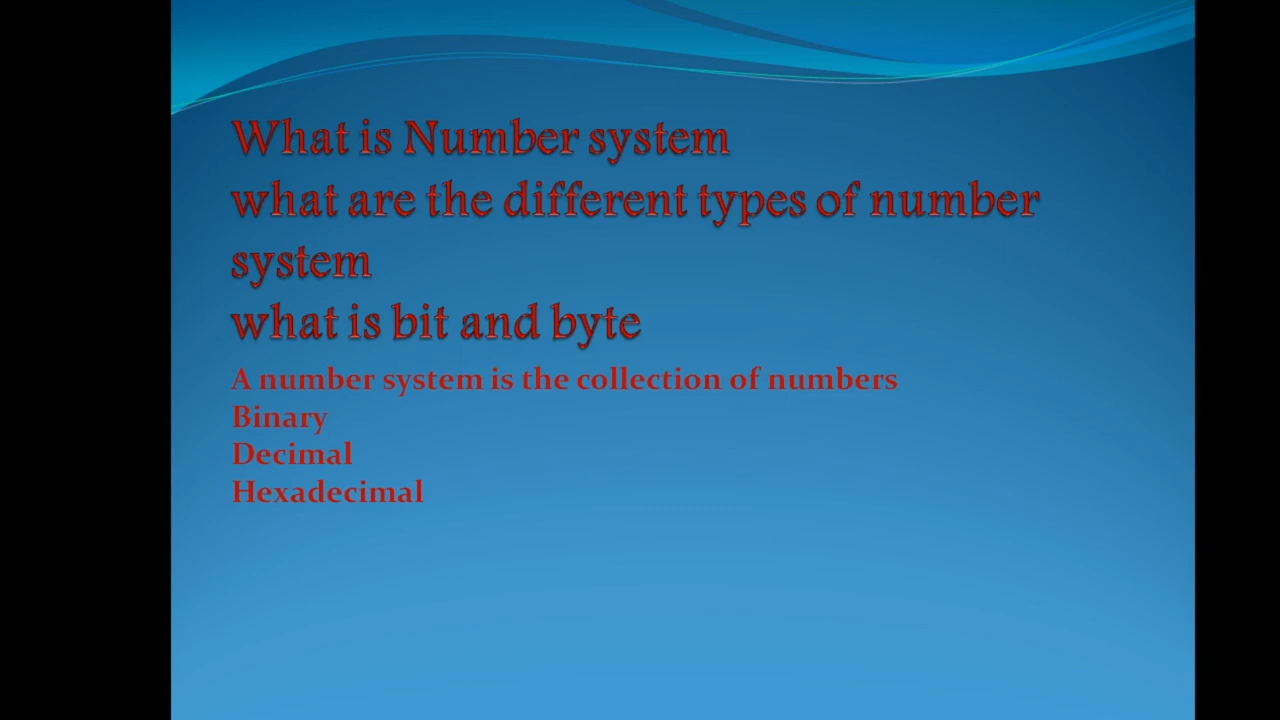 What is Number system
what are the different types of number
system
what is bit and byte
A number system is the collection of numbers
Binary
Decimal
Hexadecimal